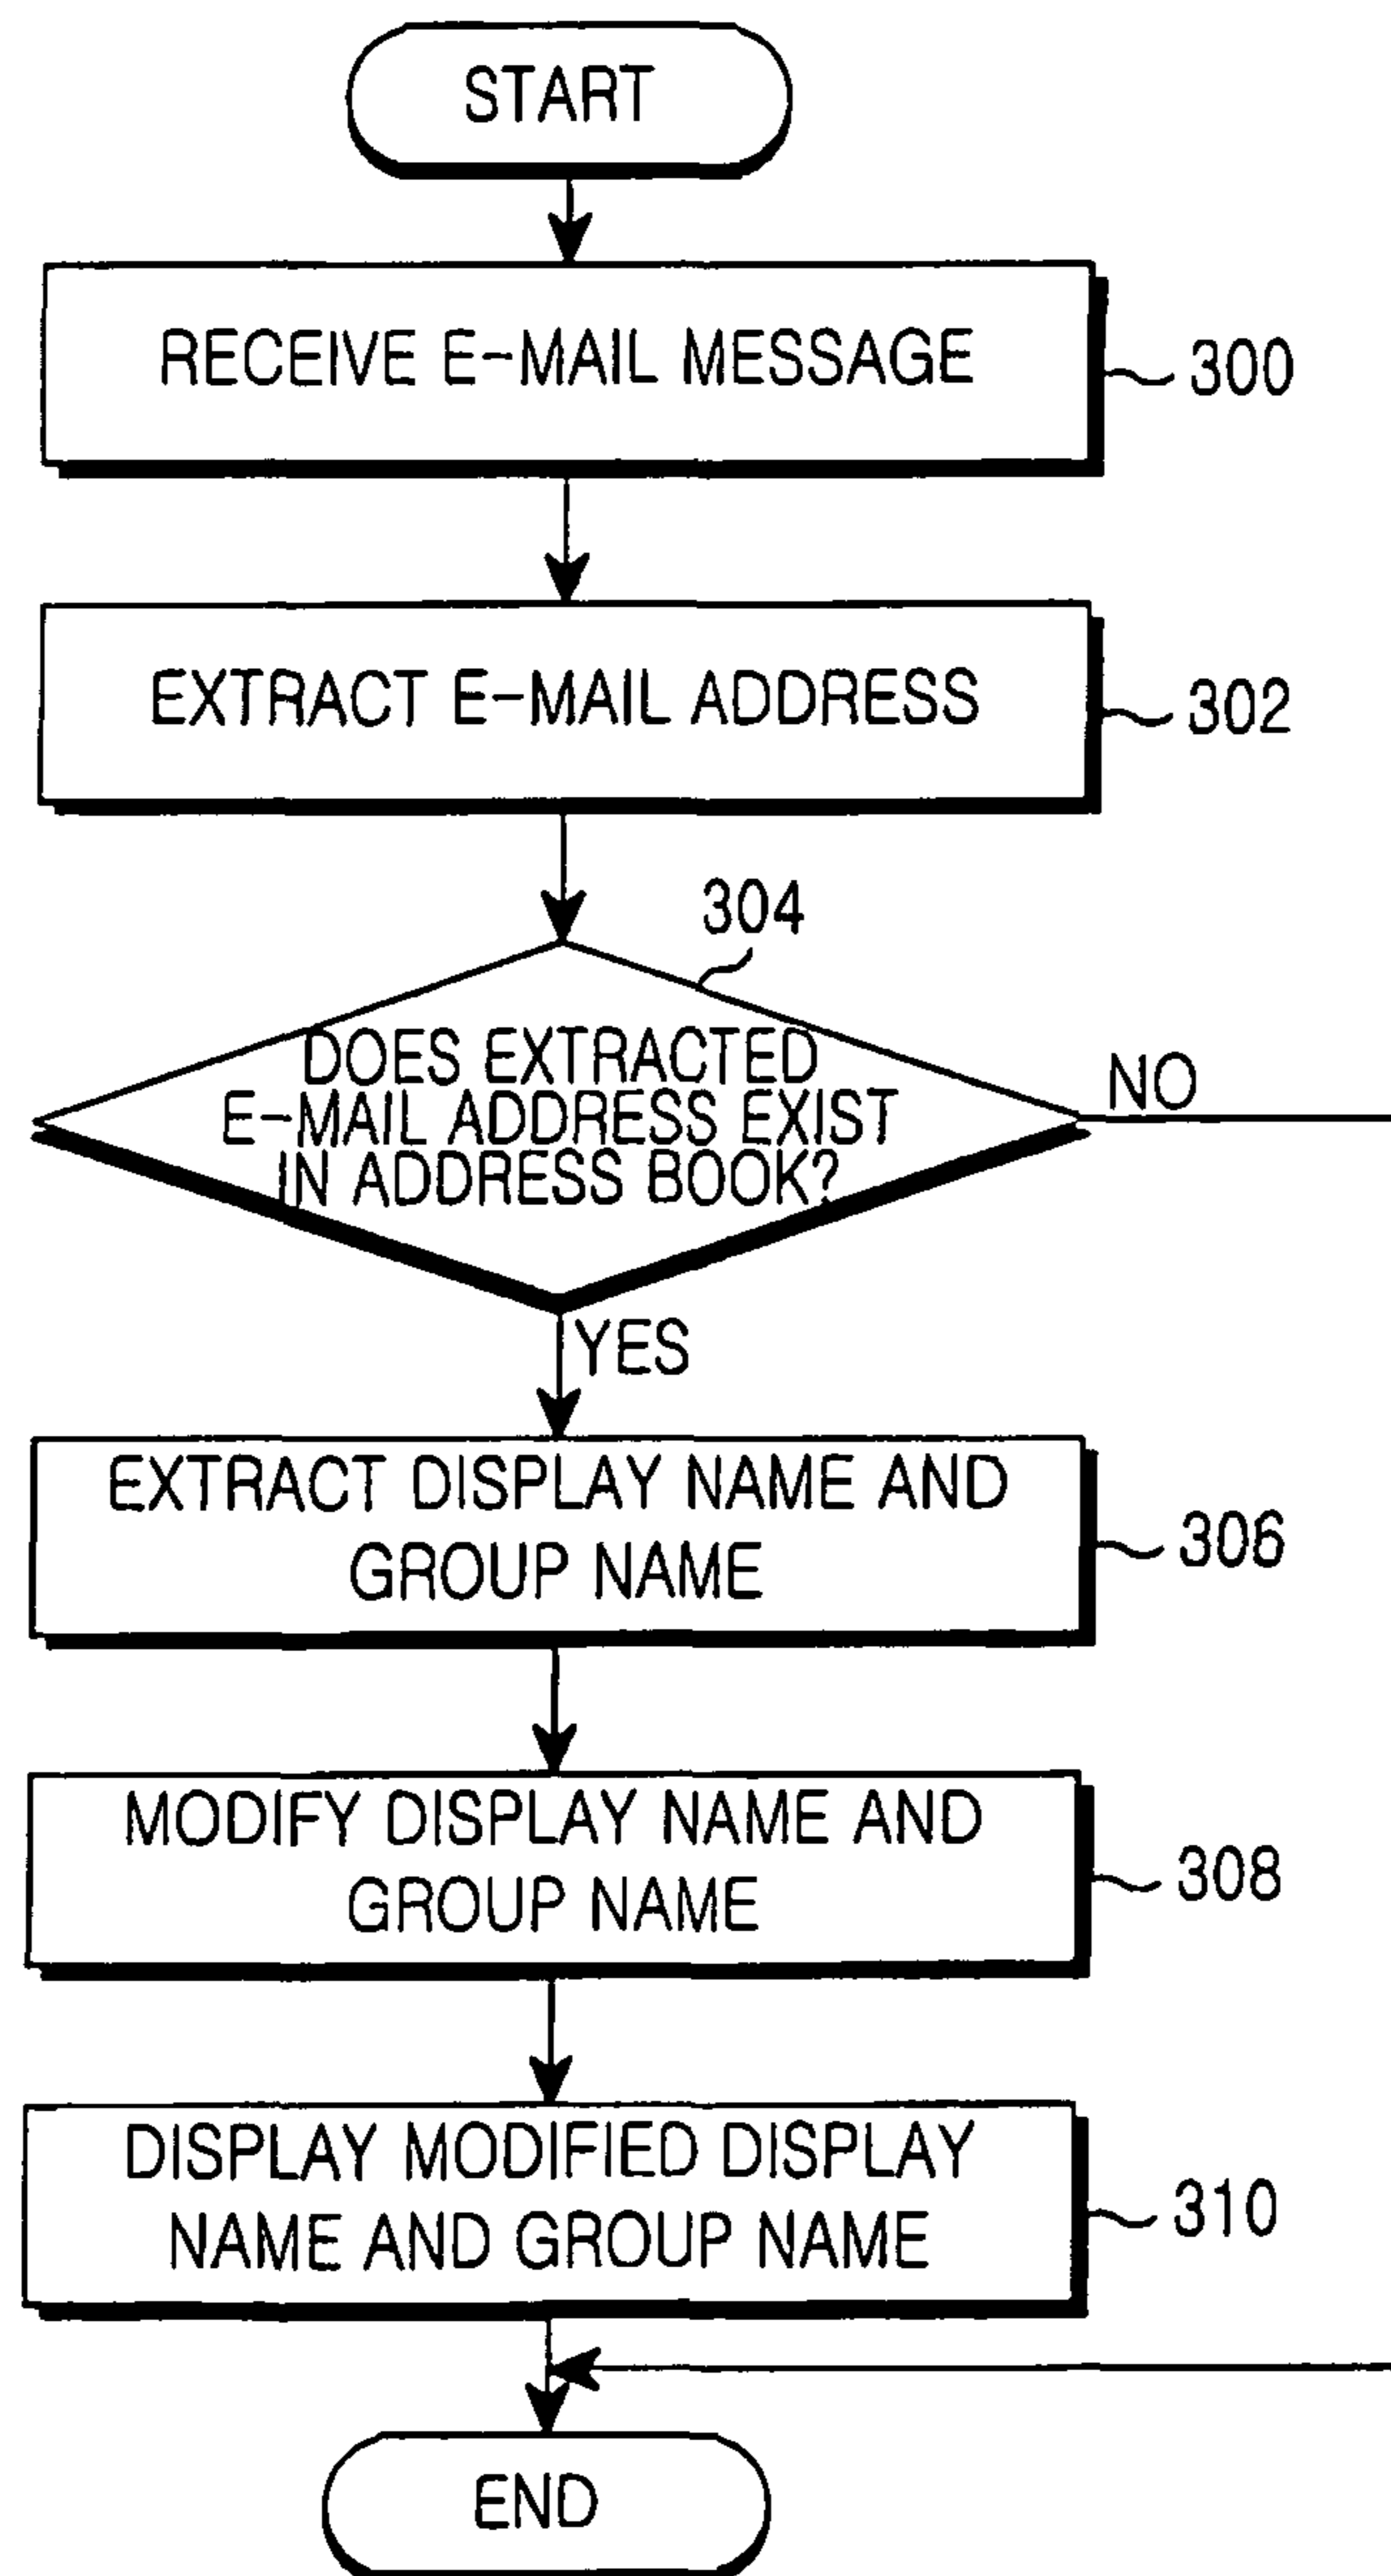 START
RECEIVE E-MAIL MESSAGE
300
EXTRACT E-MAIL ADDRESS
302
304
DOES EXTRACTED
E-MAIL ADDRESS EXIST
IN ADDRESS BOOK?
NO
YES
EXTRACT DISPLAY NAME AND
GROUP NAME
306
MODIFY DISPLAY NAME AND
GROUP NAME
308
DISPLAY MODIFIED DISPLAY
NAME AND GROUP NAME
310
END